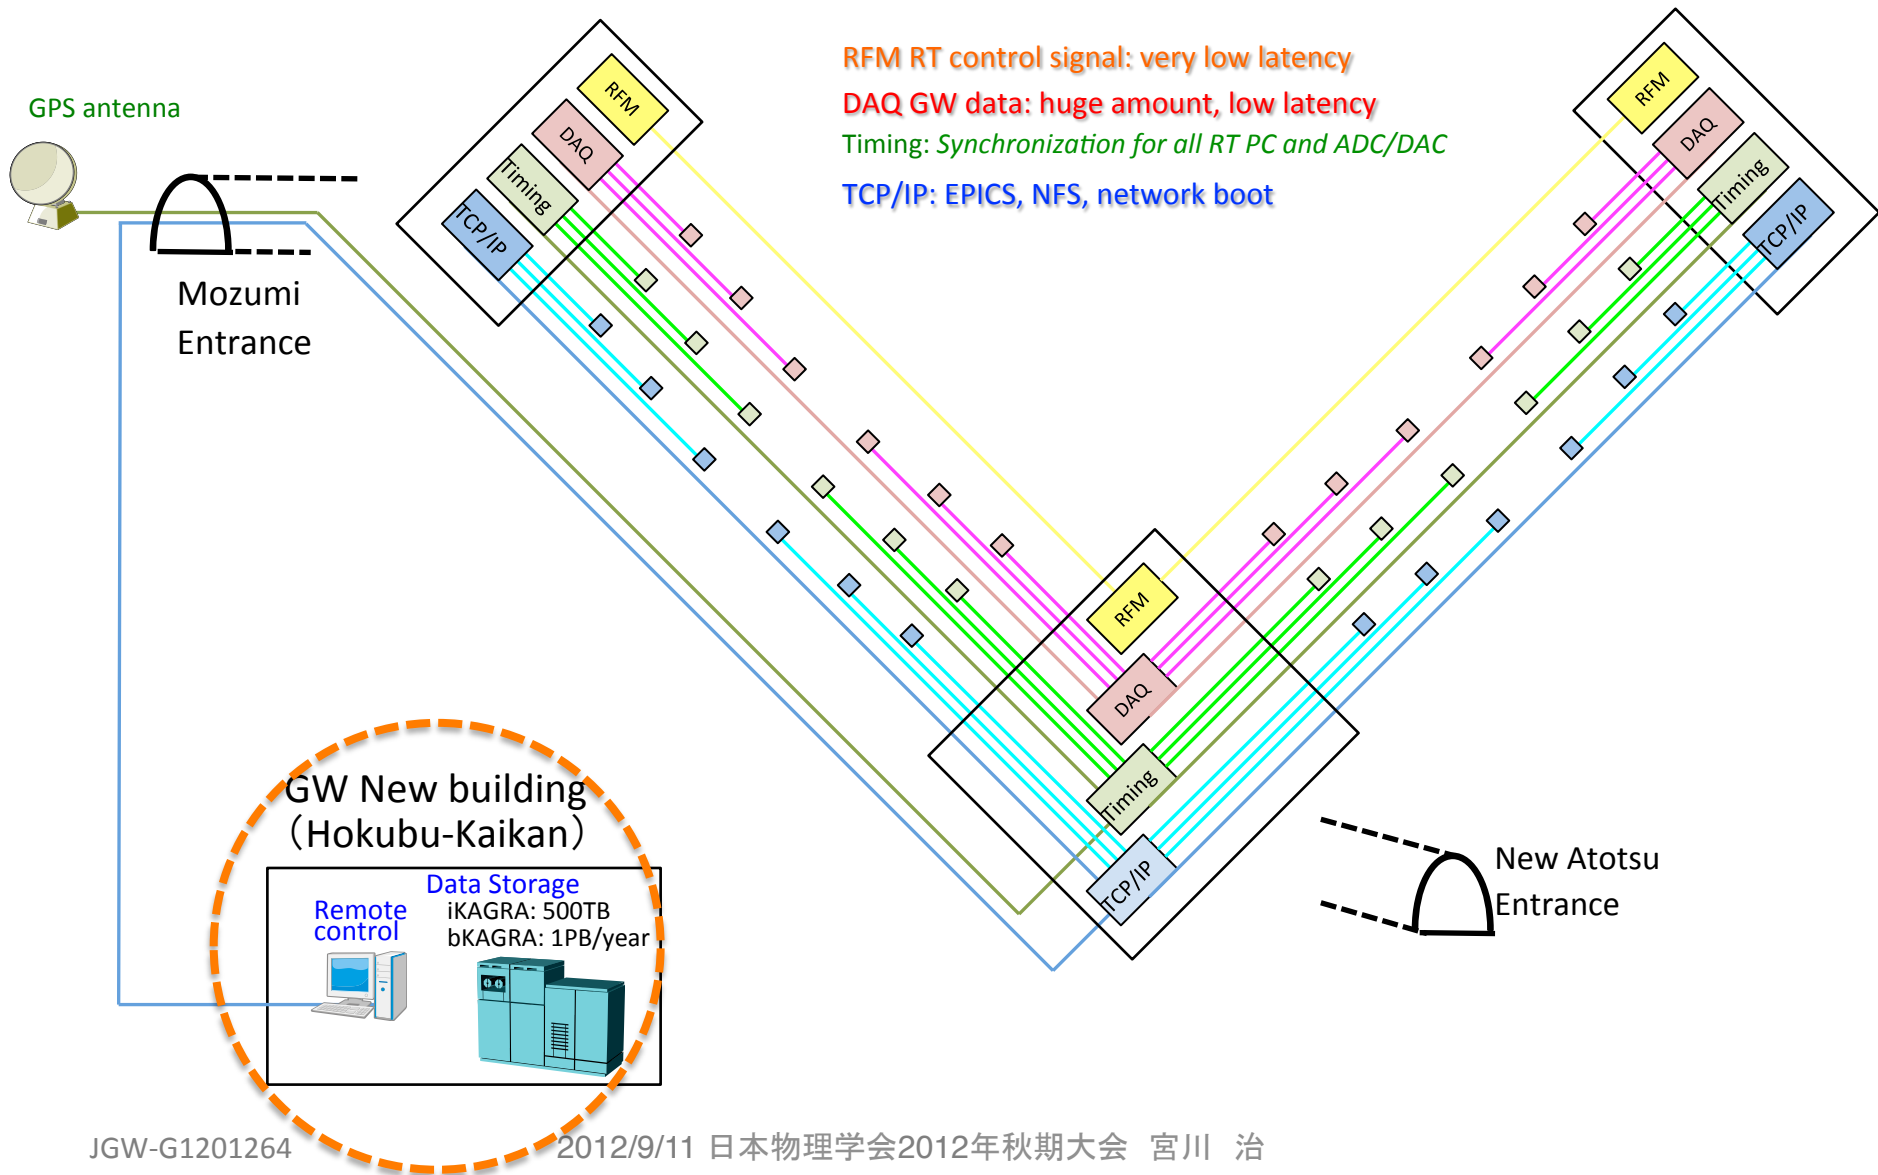 RFM RT control signal: very low latency
DAQ GW data: huge amount, low latency
Timing: Synchronization for all RT PC and ADC/DAC
TCP/IP: EPICS, NFS, network boot
GPS antenna
Mozumi
Entrance
RFM
DAQ
Timing
TCP/IP
RFM
DAQ
Timing
TCP/IP
RFM
DAQ
Timing
TCP/IP
GW New building
（Hokubu-Kaikan）
Data Storage
iKAGRA: 500TB
bKAGRA: 1PB/year
Remote
control
New Atotsu
Entrance
JGW-G1201264
2012/9/11 日本物理学会2012年秋期大会 宮川 治